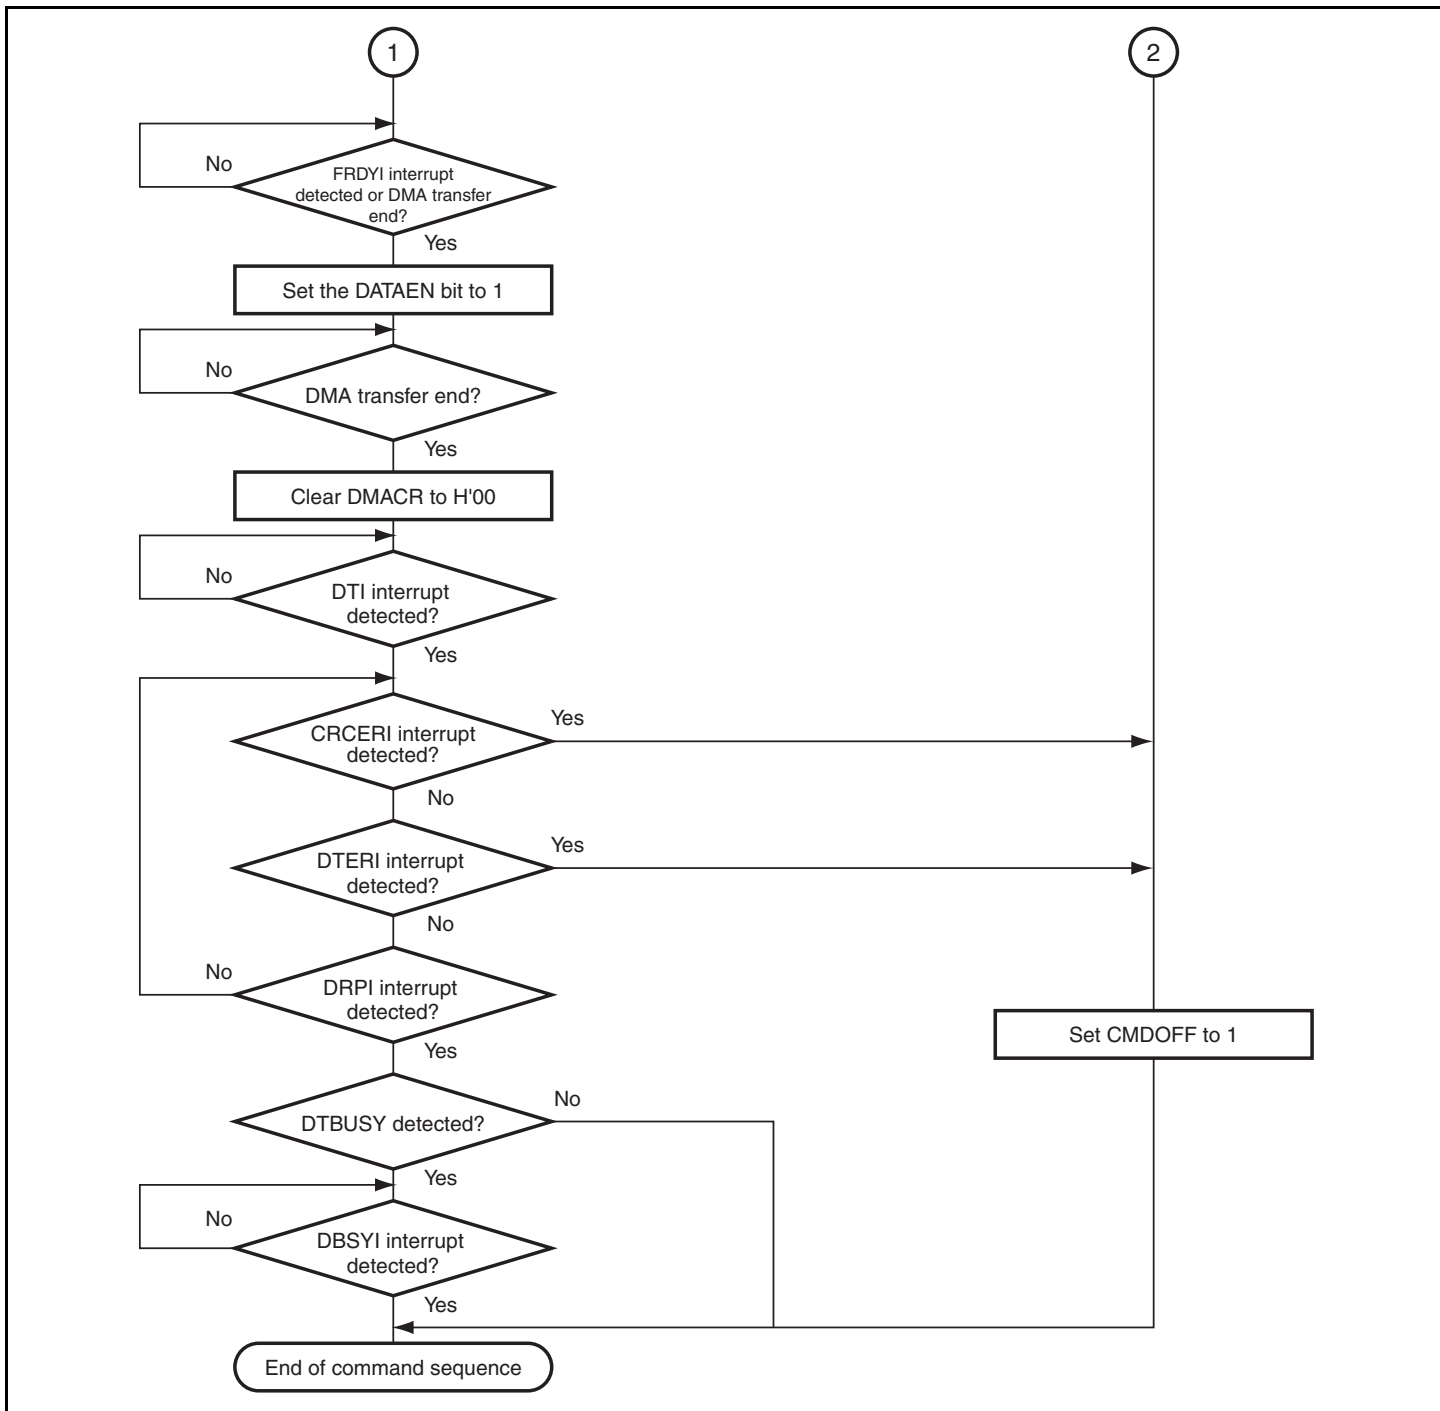 1
2
No
FRDYI interrupt
detected or DMA transfer
end?
Yes
Set the DATAEN bit to 1
No
DMA transfer end?
Yes
Clear DMACR to H'00
No
DTI interrupt
detected?
Yes
CRCERI interrupt
detected?
Yes
No
DTERI interrupt
detected?
Yes
No
No
DRPI interrupt
detected?
Yes
Set CMDOFF to 1
DTBUSY detected?
No
Yes
No
DBSYI interrupt
detected?
Yes
End of command sequence